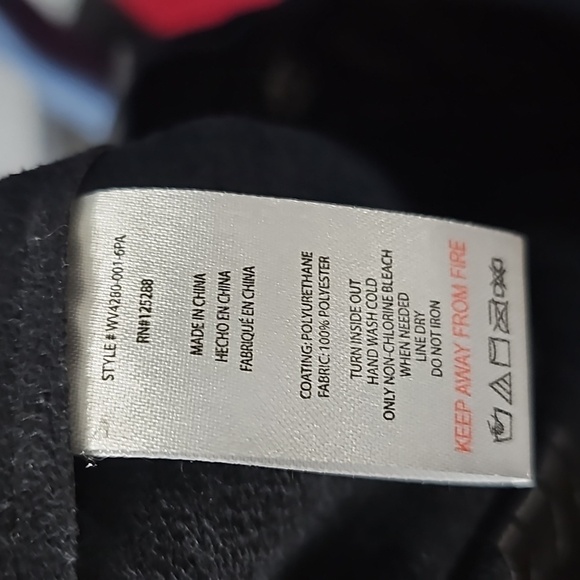 STYLE# WV4280-001-6PA
RN#125288
MADE IN CHINA
HECHO EN CHINA
FABRIQUÉ EN CHINA
COATING: POLYURETHANE
FABRIC: 100% POLYESTER
TURN INSIDE OUT
HAND WASH COLD
ONLY NON-CHLORINE BLEACH
WHEN NEEDED
LINE DRY
DO NOT IRON
KEEP AWAY FROM FIRE